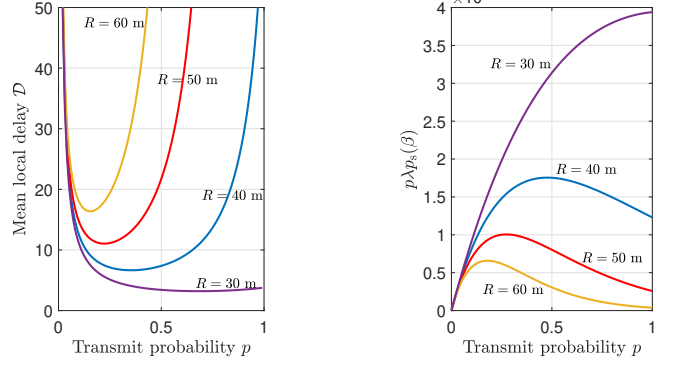 50
40
30
20
10
0
0
0.5
1
Mean local delay 𝒟
Transmit probability p
R = 60 m
R = 50 m
R = 40 m
R = 30 m
4
3.5
3
2.5
2
1.5
1
0.5
0
0
0.5
1
pλpₛ(β)
Transmit probability p
R = 30 m
R = 40 m
R = 50 m
R = 60 m